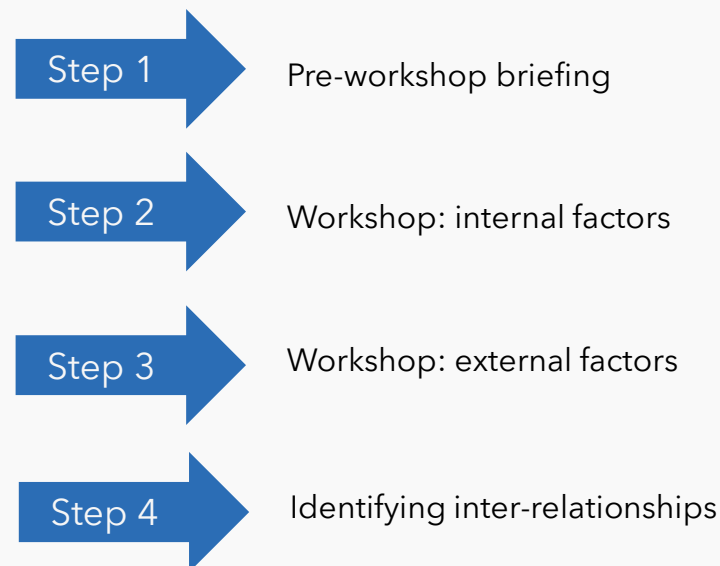 Step 1 Pre-workshop briefing
Step 2 Workshop: internal factors
Step 3 Workshop: external factors
Step 4 Identifying inter-relationships